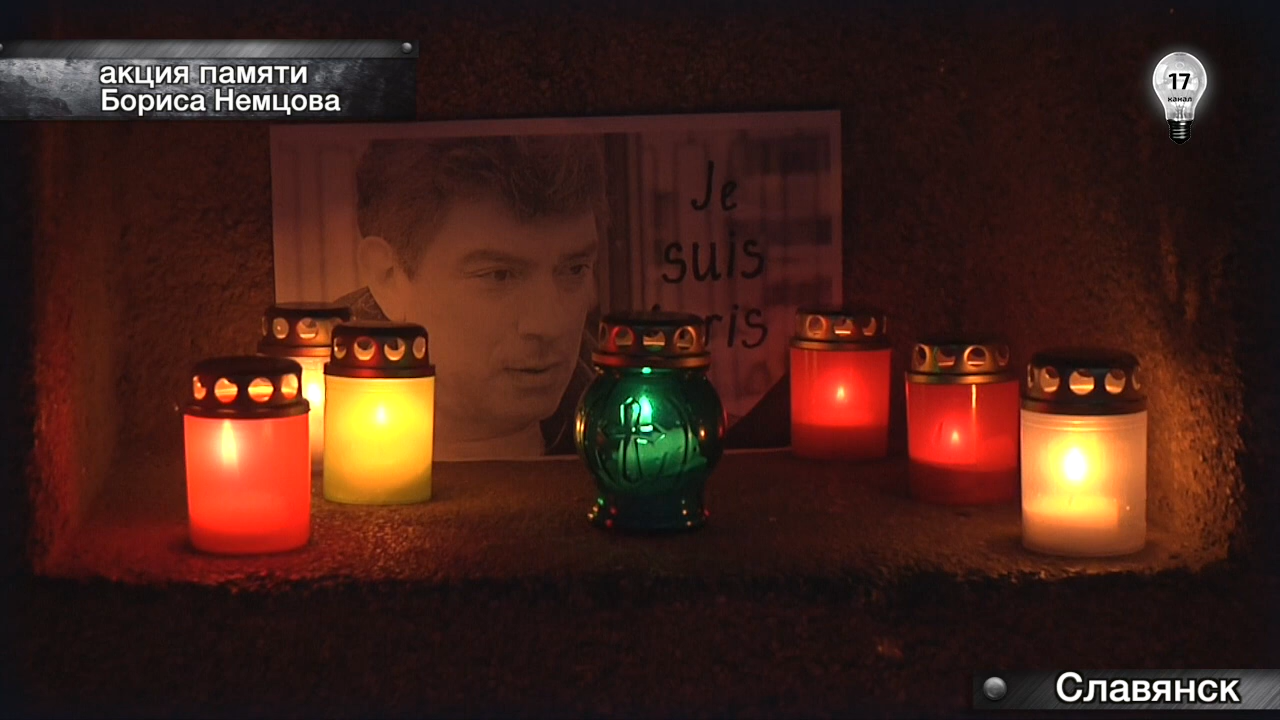 акция памяти
Бориса Немцова
17
канал
Je
suis
Славянск